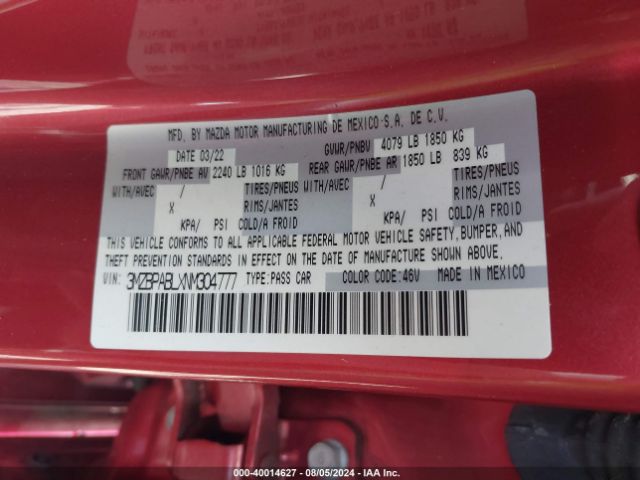 MFD. BY MAZDA MOTOR MANUFACTURING DE MEXICO S.A. DE C.V.
DATE 03/22 GVWR/PNBV 4079 LB 1850 KG
FRONT GAWR/PNBE AV 2240 LB 1016 KG REAR GAWR/PNBE AR 1850 LB 839 KG
WITH/AVEC / TIRES/PNEUS WITH/AVEC / TIRES/PNEUS
X RIMS/JANTES X RIMS/JANTES
KPA/ PSI COLD/A FROID KPA/ PSI COLD/A FROID
THIS VEHICLE CONFORMS TO ALL APPLICABLE FEDERAL MOTOR VEHICLE SAFETY, BUMPER, AND
THEFT PREVENTION STANDARDS IN EFFECT ON THE DATE OF MANUFACTURE SHOWN ABOVE.
VIN: 3MZBPABLXNM304777 TYPE:PASS CAR COLOR CODE:46V MADE IN MEXICO
000-40014627 - 08/05/2024 - IAA Inc.